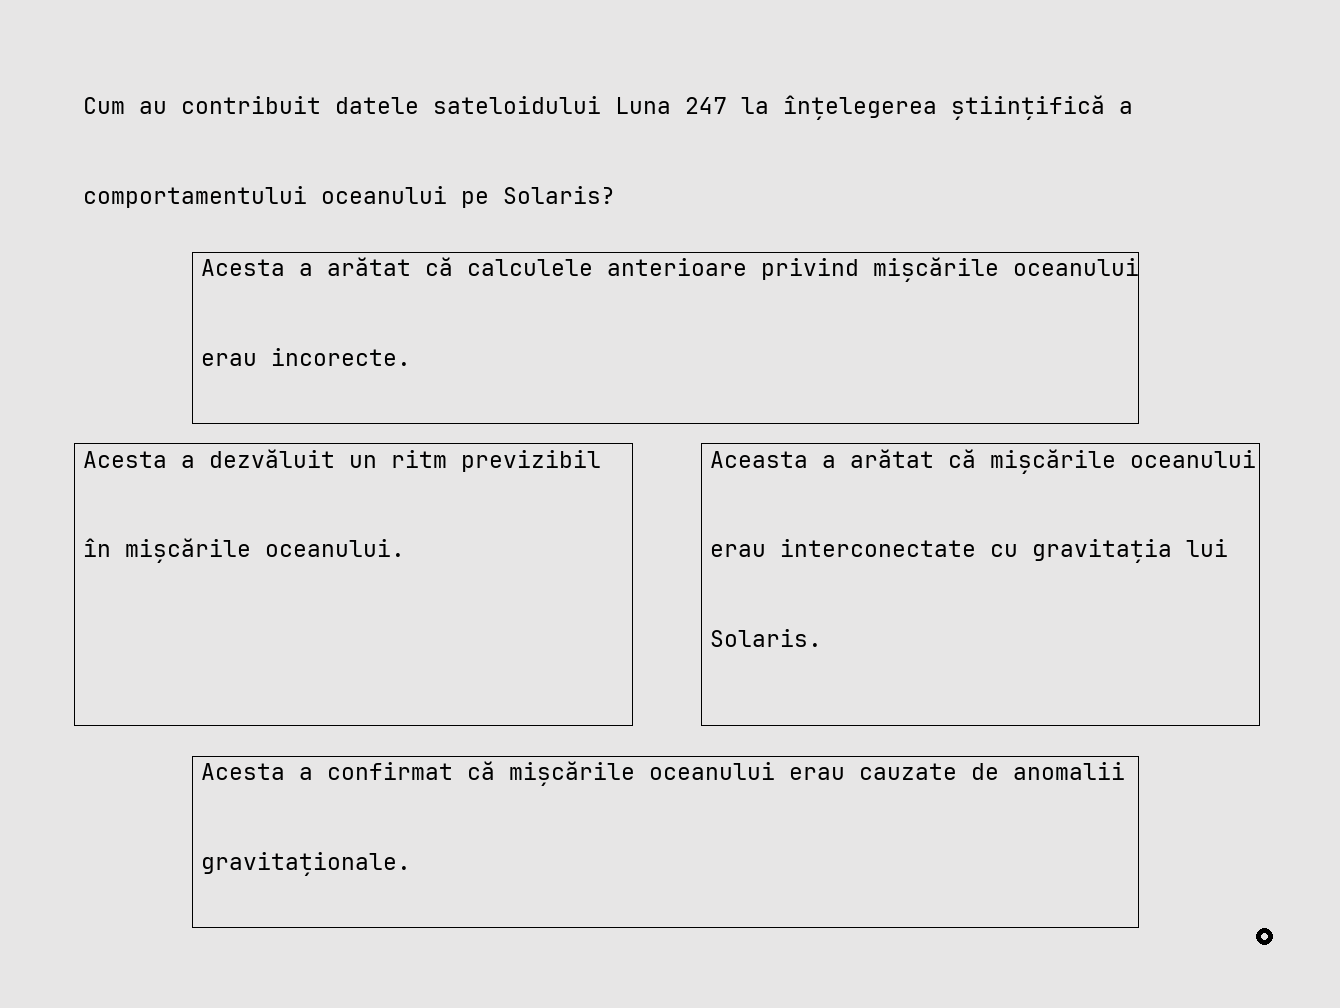 Cum au contribuit datele sateloidului Luna 247 la înțelegerea științifică a
comportamentului oceanului pe Solaris?
Acesta a arătat că calculele anterioare privind mișcările oceanului
erau incorecte.
Acesta a dezvăluit un ritm previzibil
în mișcările oceanului.
Aceasta a arătat că mișcările oceanului
erau interconectate cu gravitația lui
Solaris.
Acesta a confirmat că mișcările oceanului erau cauzate de anomalii
gravitaționale.